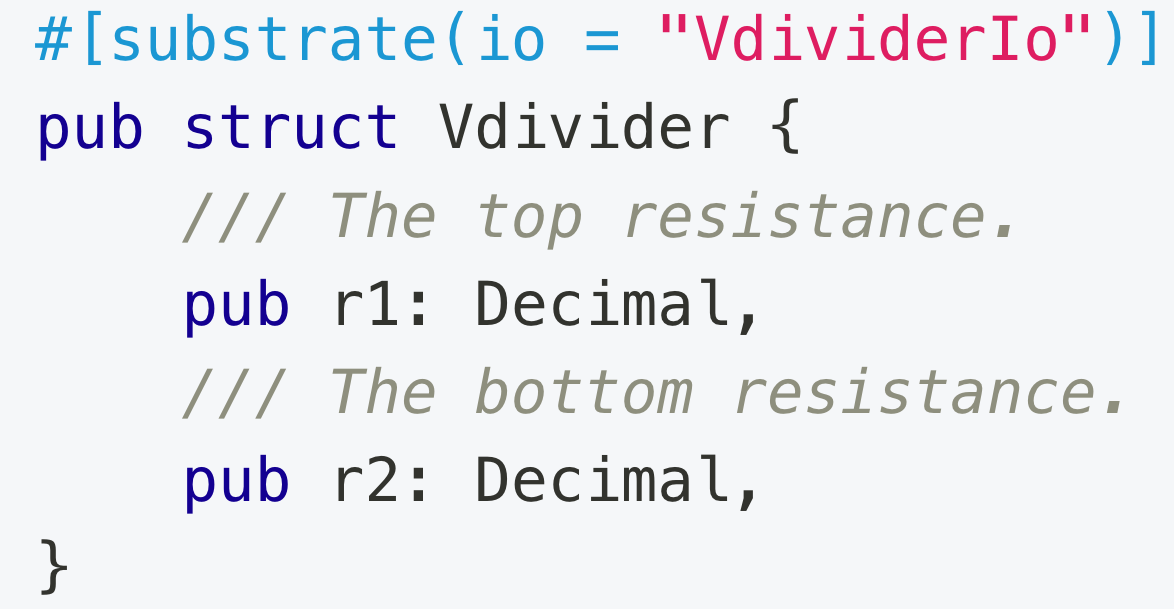 #[substrate(io = "VdividerIo")]
pub struct Vdivider {
    /// The top resistance.
    pub r1: Decimal,
    /// The bottom resistance.
    pub r2: Decimal,
}